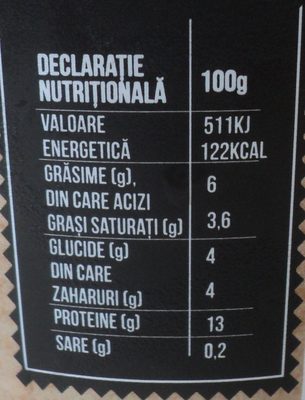 DECLARAȚIE
NUTRIȚIONALĂ 100g
VALOARE 511KJ
ENERGETICĂ 122KCAL
GRĂSIME (g), 6
DIN CARE ACIZI
GRAȘI SATURAȚI (g) 3,6
GLUCIDE (g) 4
DIN CARE
ZAHARURI (g) 4
PROTEINE (g) 13
SARE (g) 0,2